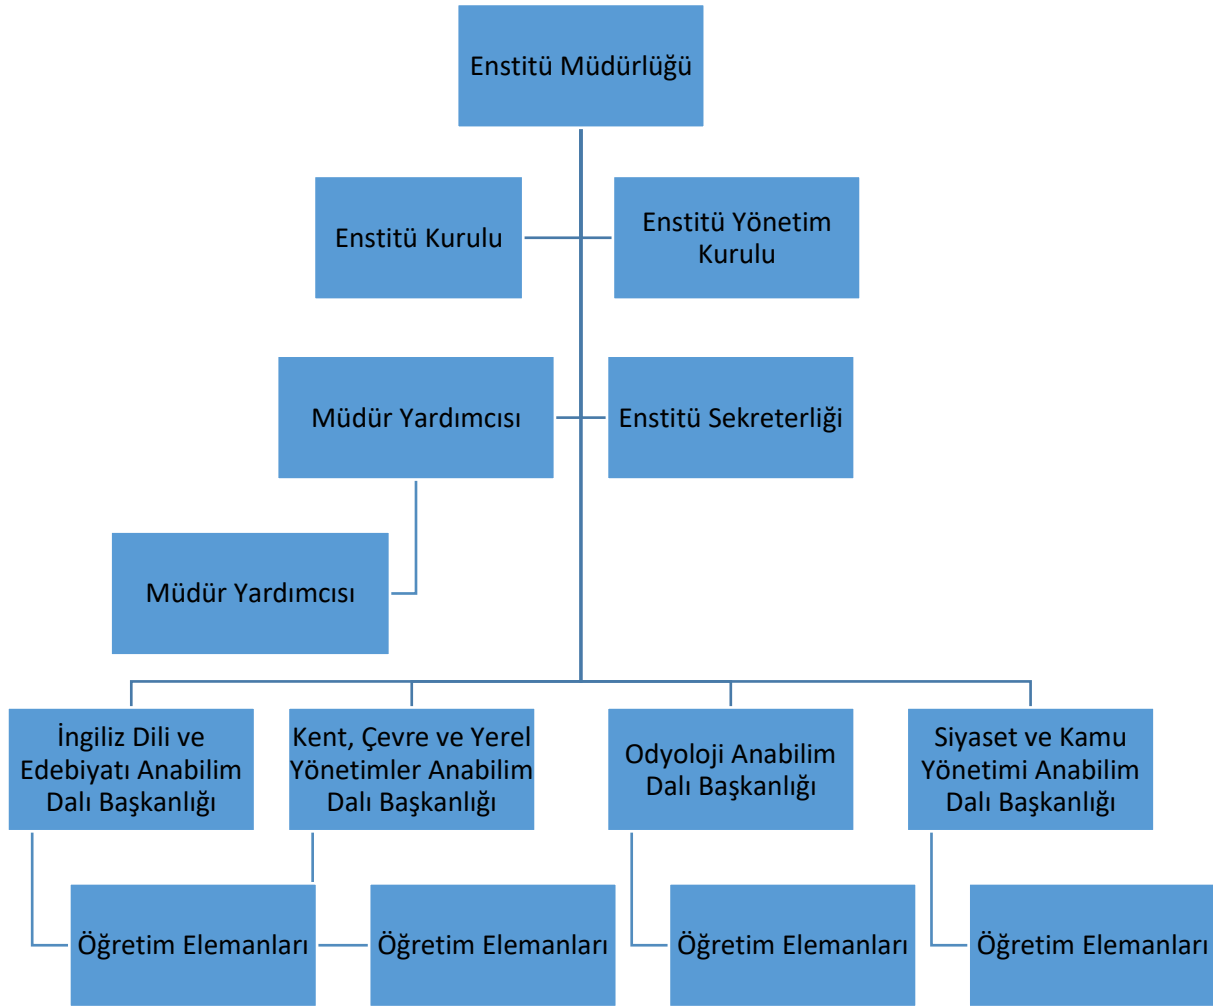 Enstitü Müdürlüğü
Enstitü Kurulu
Enstitü Yönetim
Kurulu
Müdür Yardımcısı
Enstitü Sekreterliği
Müdür Yardımcısı
İngiliz Dili ve
Edebiyatı Anabilim
Dalı Başkanlığı
Kent, Çevre ve Yerel
Yönetimler Anabilim
Dalı Başkanlığı
Odyoloji Anabilim
Dalı Başkanlığı
Siyaset ve Kamu
Yönetimi Anabilim
Dalı Başkanlığı
Öğretim Elemanları
Öğretim Elemanları
Öğretim Elemanları
Öğretim Elemanları